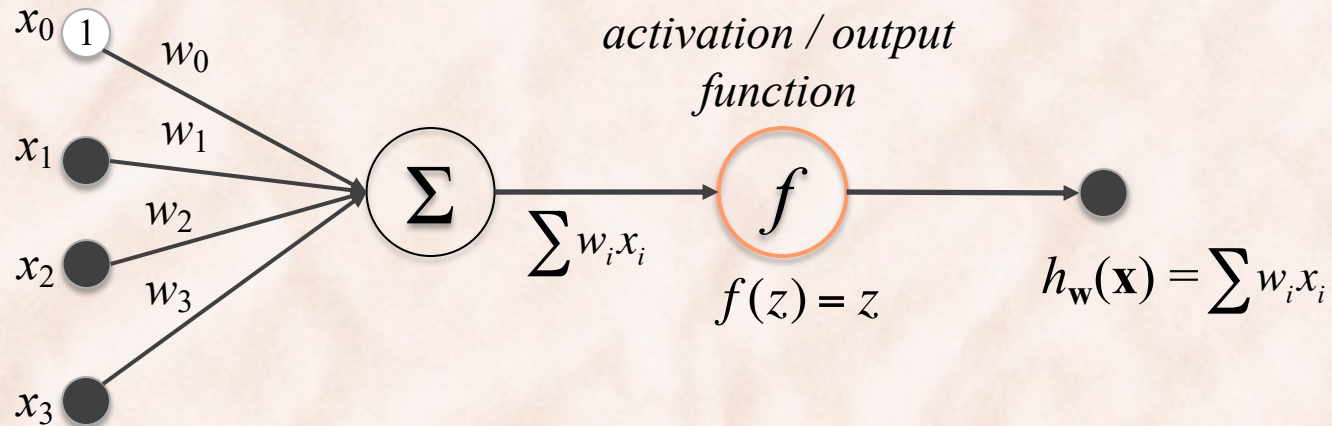 x₀ 1
w₀
activation / output
function
x₁
w₁
x₂
w₂
x₃
w₃
Σ
∑wᵢxᵢ
f
f(z) = z
h𝐰(𝐱) = ∑wᵢxᵢ